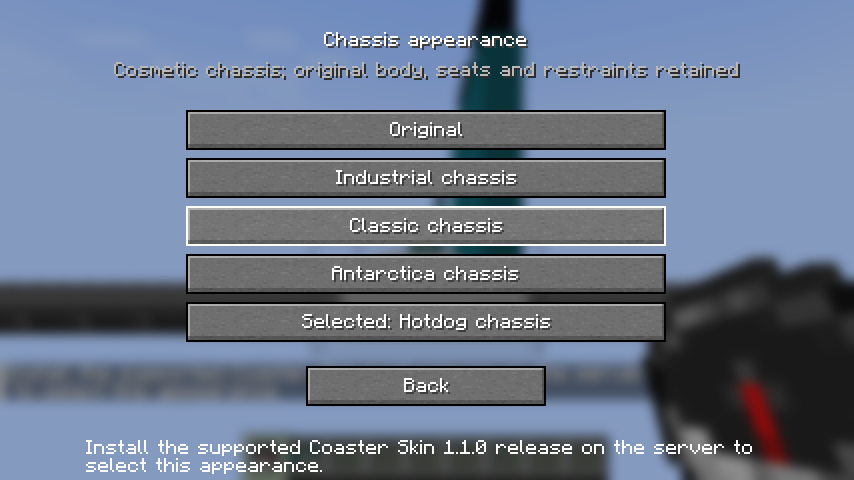 Chassis appearance
Cosmetic chassis; original body, seats and restraints retained
Original
Industrial chassis
Classic chassis
Antarctica chassis
Selected: Hotdog chassis
Back
Install the supported Coaster Skin 1.1.0 release on the server to
select this appearance.